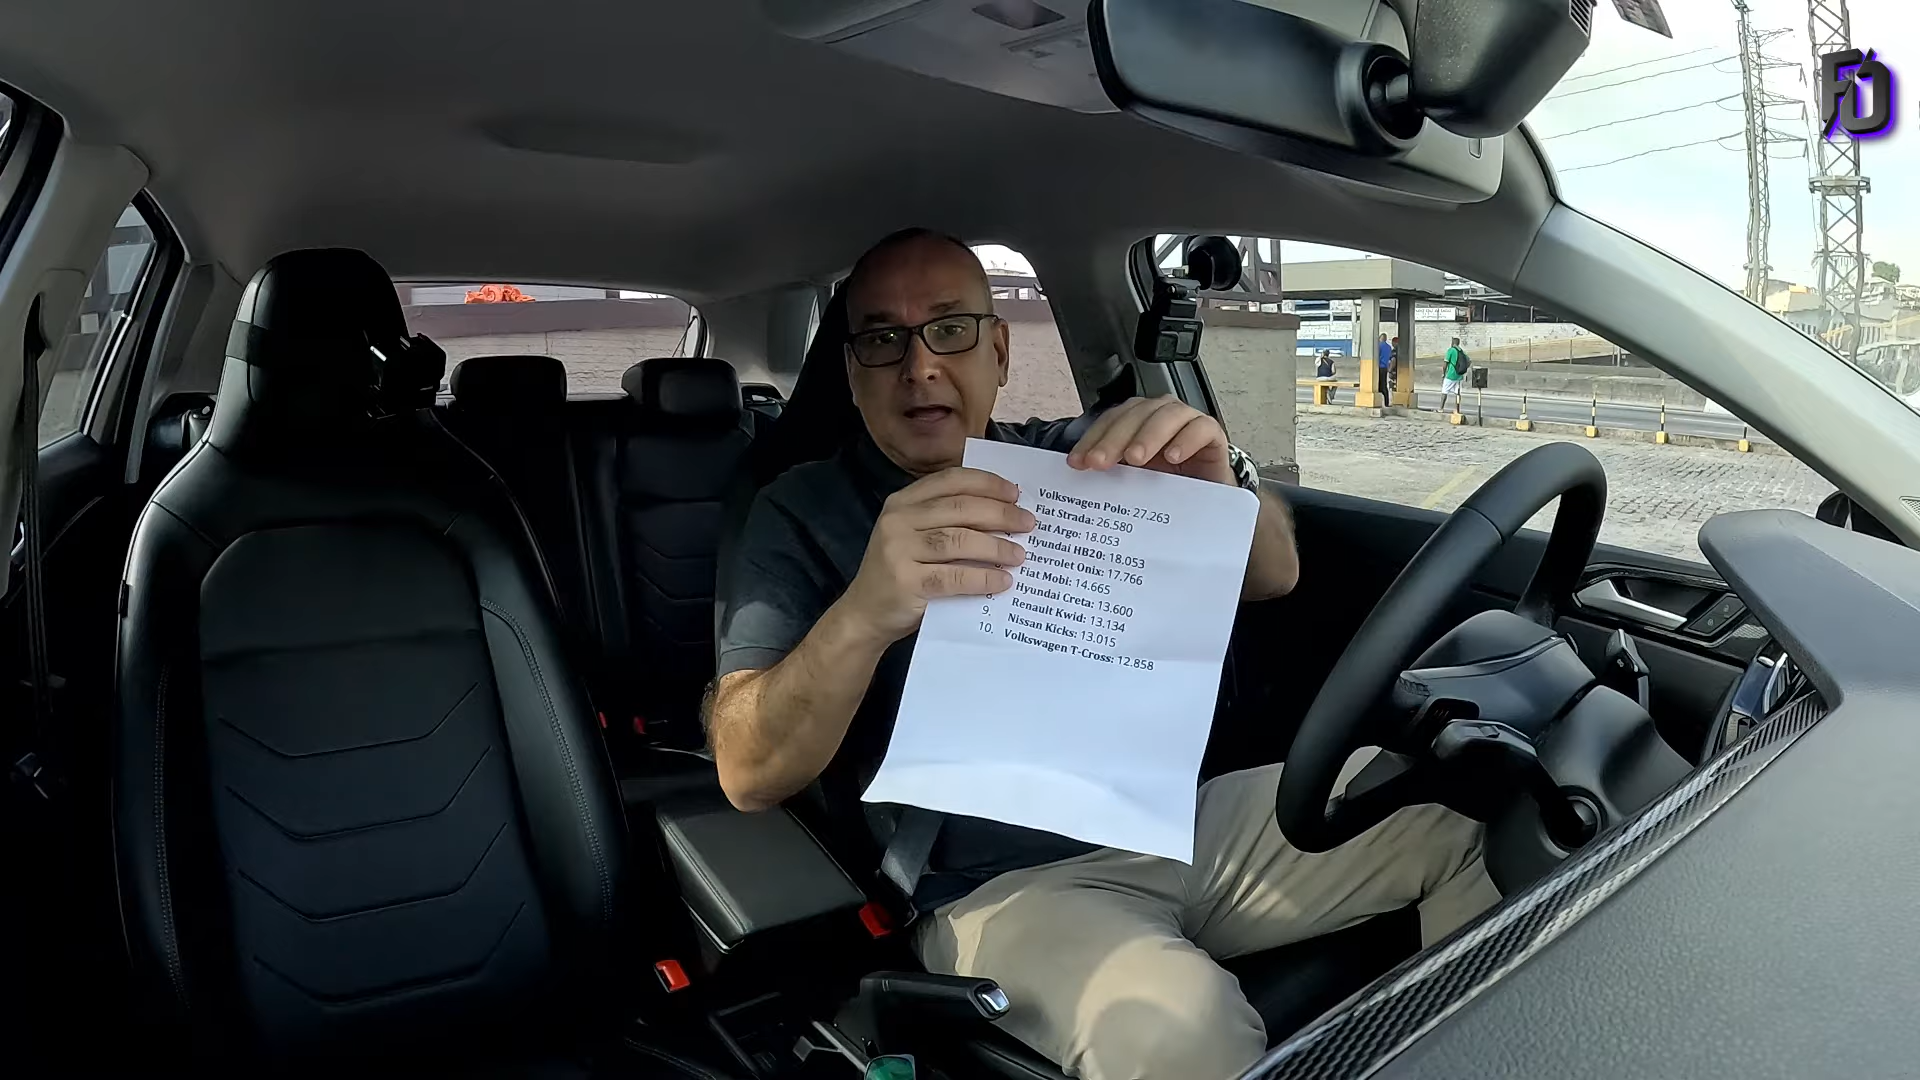 Volkswagen Polo: 27.263
Fiat Strada: 26.580
Fiat Argo: 18.053
Hyundai HB20: 18.053
Chevrolet Onix: 17.766
Fiat Mobi: 14.665
Hyundai Creta: 13.600
8. Renault Kwid: 13.134
9. Nissan Kicks: 13.015
10. Volkswagen T-Cross: 12.858